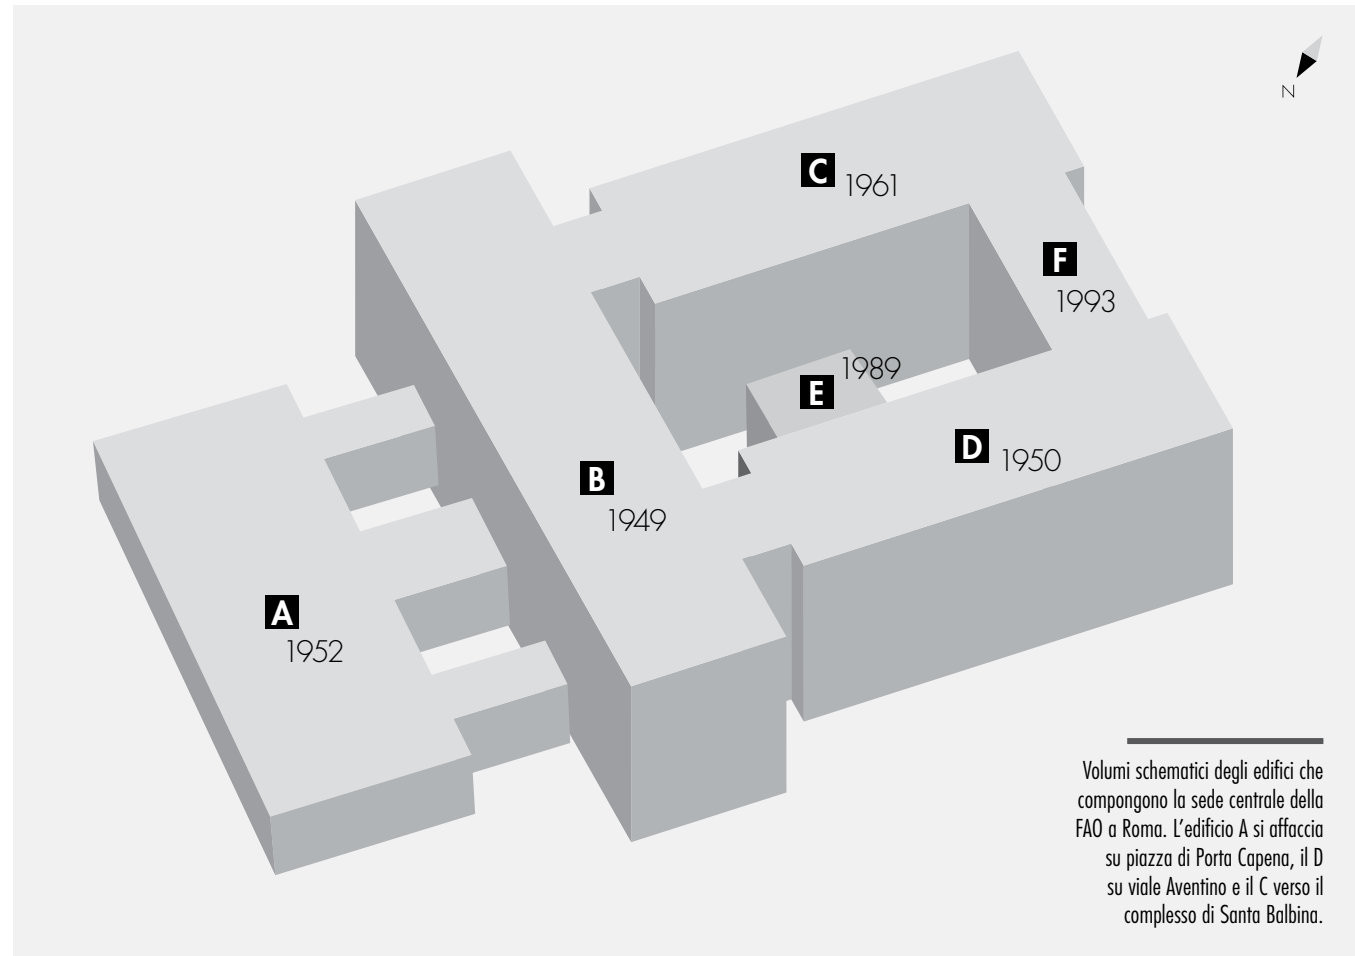 N
C 1961
F
1993
E 1989
D 1950
B
1949
A
1952
Volumi schematici degli edifici che
compongono la sede centrale della
FAO a Roma. L'edificio A si affaccia
su piazza di Porta Capena, il D
su viale Aventino e il C verso il
complesso di Santa Balbina.